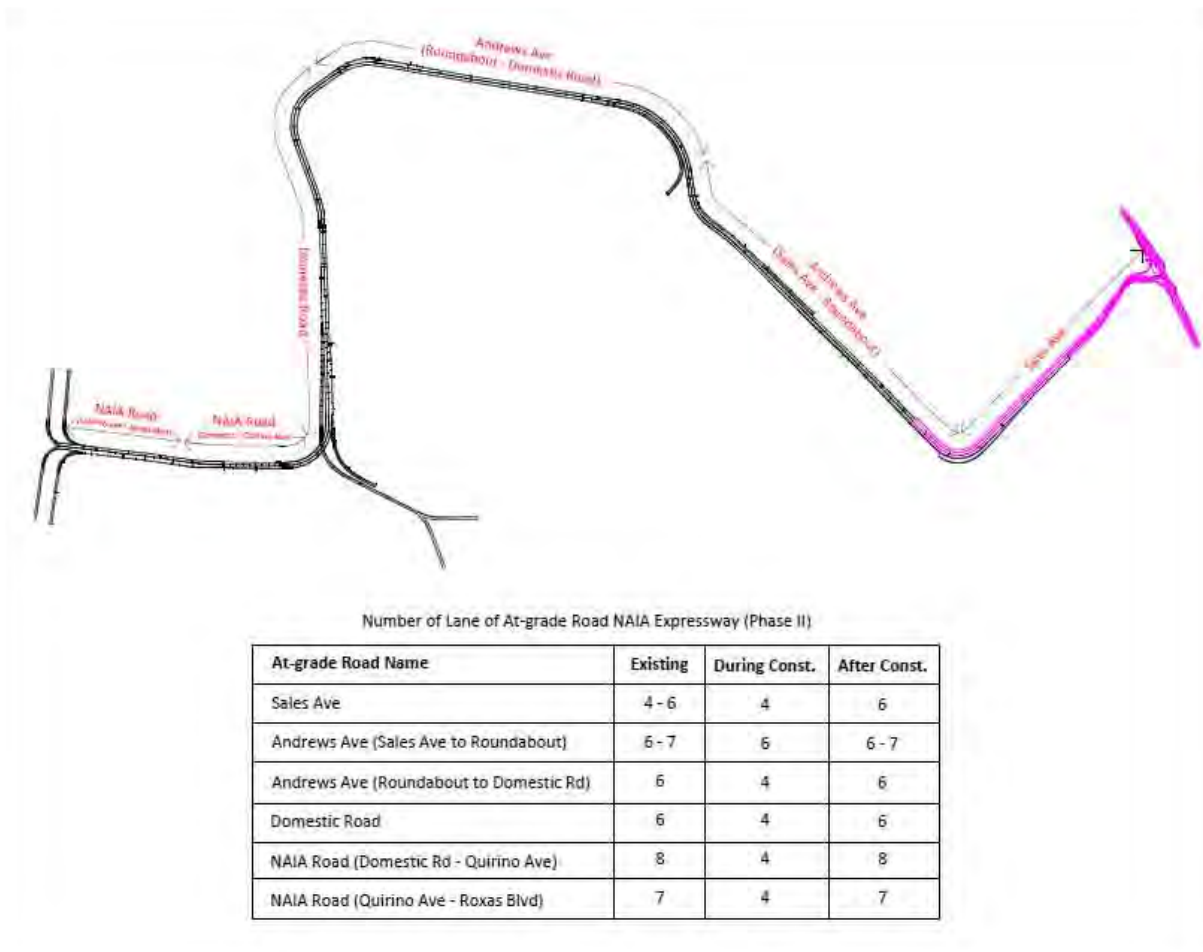 Andrews Ave
(Roundabout - Domestic Road)
Andrews Ave
(Sales Ave - Roundabout)
Sales Ave
Domestic Road
NAIA Road
NAIA Road
Number of Lane of At-grade Road NAIA Expressway (Phase II)
At-grade Road Name Existing During Const. After Const.
Sales Ave 4 - 6 4 6
Andrews Ave (Sales Ave to Roundabout) 6 - 7 6 6 - 7
Andrews Ave (Roundabout to Domestic Rd) 6 4 6
Domestic Road 6 4 6
NAIA Road (Domestic Rd - Quirino Ave) 8 4 8
NAIA Road (Quirino Ave - Roxas Blvd) 7 4 7